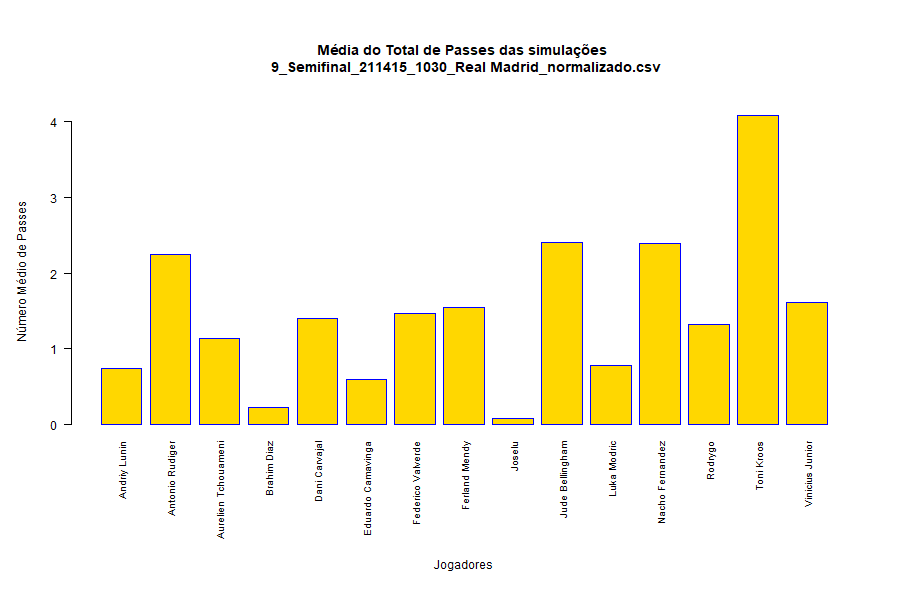 Média do Total de Passes das simulações
9_Semifinal_211415_1030_Real Madrid_normalizado.csv
Número Médio de Passes
4
3
2
1
0
Andriy Lunin
Antonio Rudiger
Aurelien Tchouameni
Brahim Diaz
Dani Carvajal
Eduardo Camavinga
Federico Valverde
Ferland Mendy
Joselu
Jude Bellingham
Luka Modric
Nacho Fernandez
Rodrygo
Toni Kroos
Vinicius Junior
Jogadores